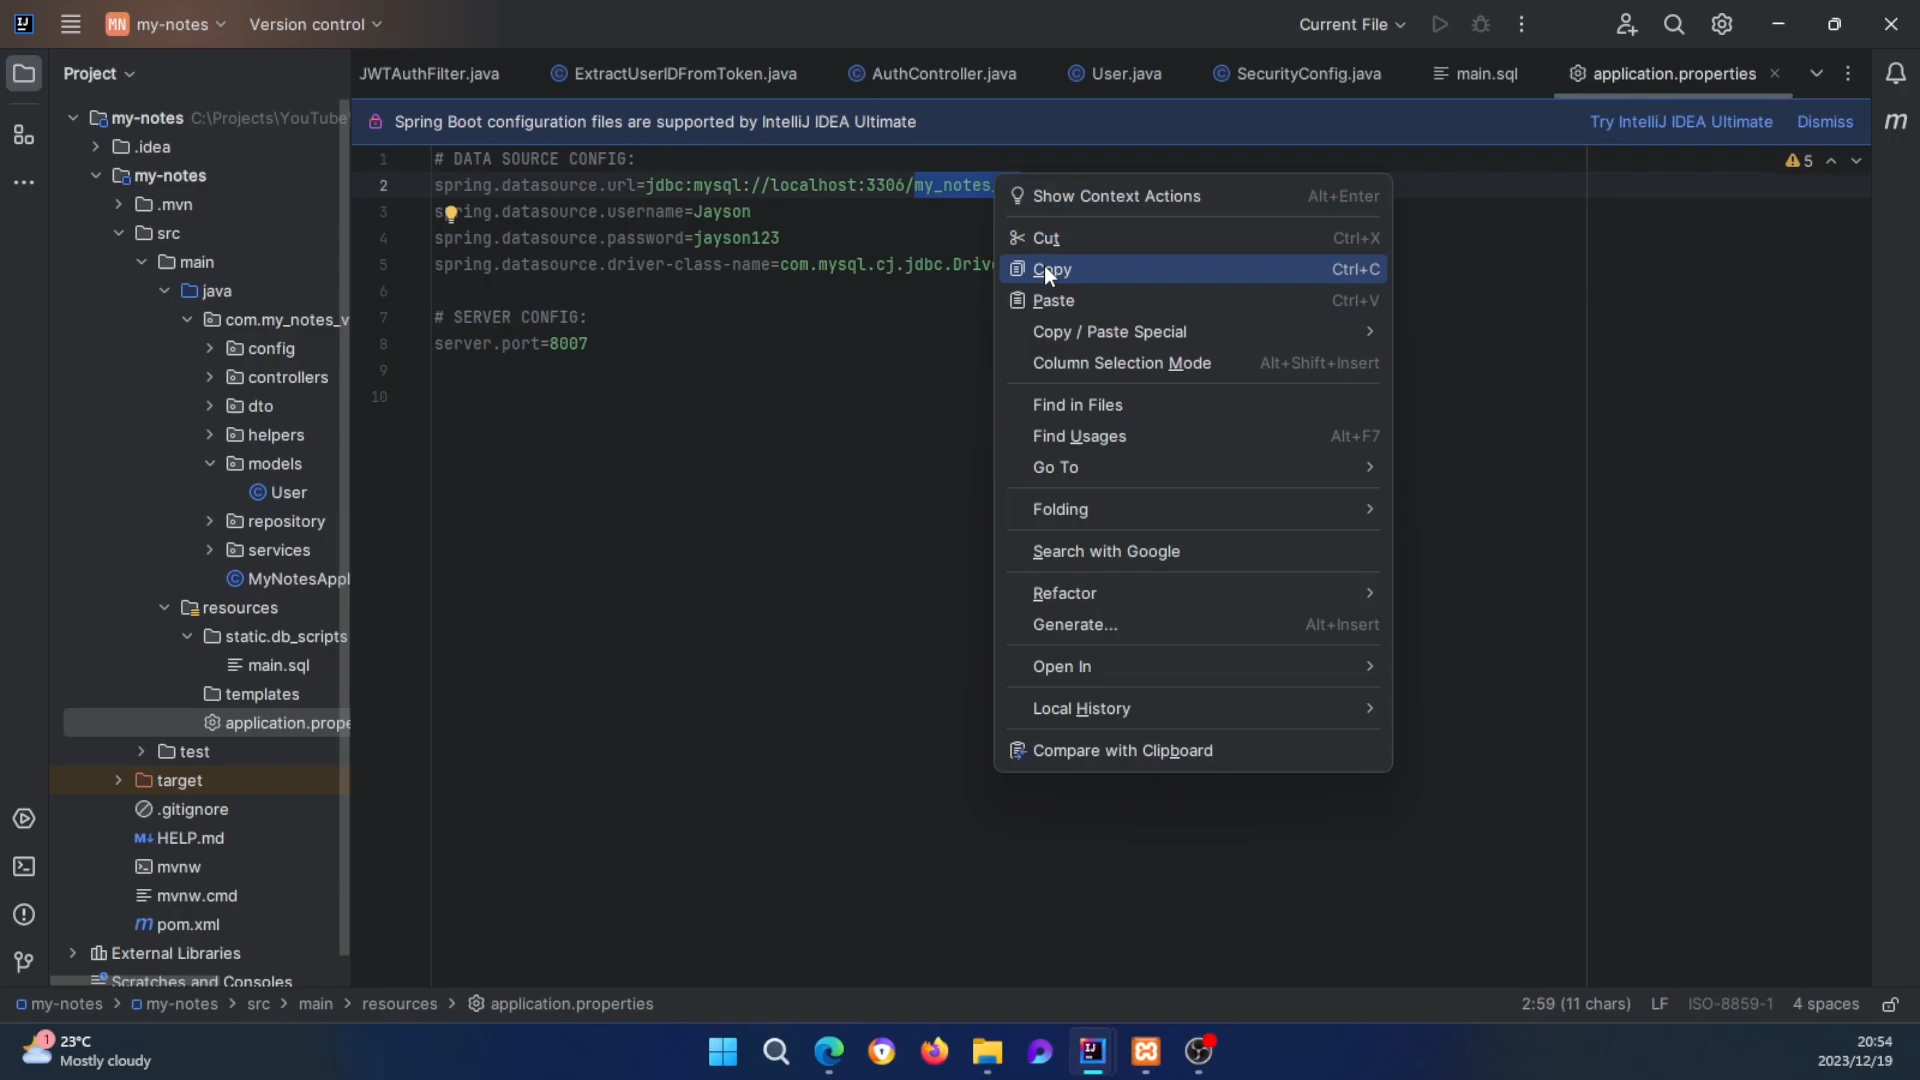 MN my-notes Version control Current File
Project
JWTAuthFilter.java ExtractUserIDFromToken.java AuthController.java User.java SecurityConfig.java main.sql application.properties
Spring Boot configuration files are supported by IntelliJ IDEA Ultimate Try IntelliJ IDEA Ultimate Dismiss
my-notes C:\Projects\YouTube
.idea
my-notes
.mvn
src
main
java
com.my_notes_v
config
controllers
dto
helpers
models
User
repository
services
MyNotesAppl
resources
static.db_scripts
main.sql
templates
application.prope
test
target
.gitignore
HELP.md
mvnw
mvnw.cmd
pom.xml
External Libraries
Scratches and Consoles
1 # DATA SOURCE CONFIG:
2 spring.datasource.url=jdbc:mysql://localhost:3306/my_notes_
3 spring.datasource.username=Jayson
4 spring.datasource.password=jayson123
5 spring.datasource.driver-class-name=com.mysql.cj.jdbc.Driv
6
7 # SERVER CONFIG:
8 server.port=8007
9
10
5
Show Context Actions Alt+Enter
Cut Ctrl+X
Copy Ctrl+C
Paste Ctrl+V
Copy / Paste Special
Column Selection Mode Alt+Shift+Insert
Find in Files
Find Usages Alt+F7
Go To
Folding
Search with Google
Refactor
Generate... Alt+Insert
Open In
Local History
Compare with Clipboard
my-notes > my-notes > src > main > resources > application.properties 2:59 (11 chars) LF ISO-8859-1 4 spaces
1 23°C
Mostly cloudy
20:54
2023/12/19